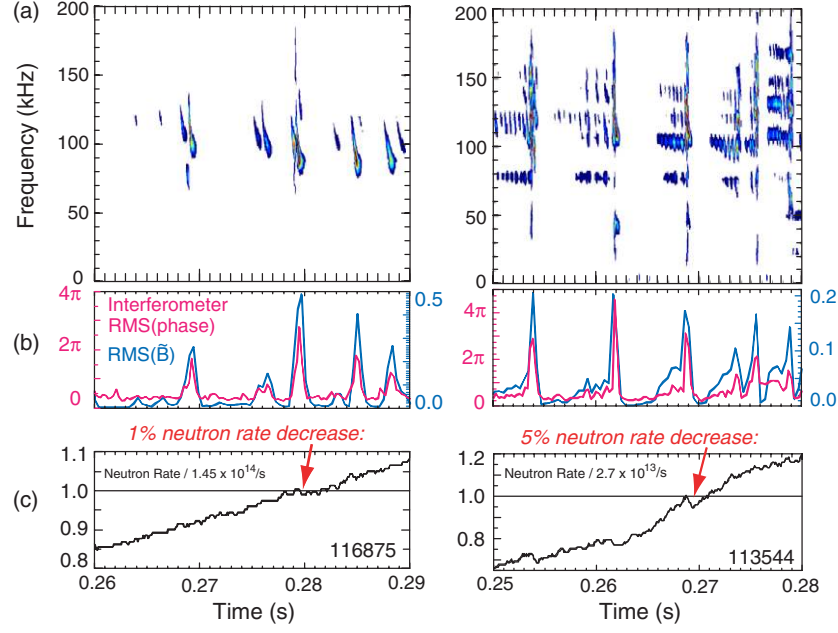 (a)
200
150
100
50
0
Frequency (kHz)
200
150
100
50
0
(b)
4π
2π
0
Interferometer
RMS(phase)
RMS(B̃)
0.5
0.0
4π
2π
0
0.2
0.1
0.0
1% neutron rate decrease:
5% neutron rate decrease:
(c)
1.1
1.0
0.9
0.8
Neutron Rate / 1.45 x 10¹⁴/s
116875
0.26 0.27 0.28 0.29
Time (s)
1.2
1.0
0.8
Neutron Rate / 2.7 x 10¹³/s
113544
0.25 0.26 0.27 0.28
Time (s)